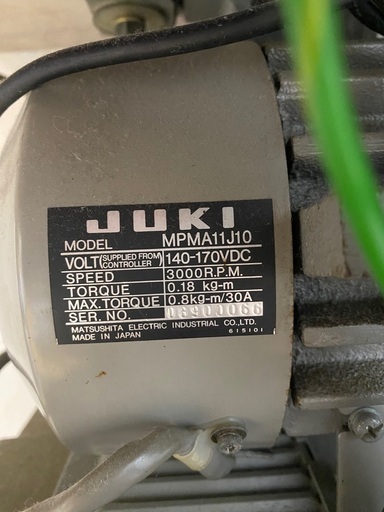 JUKI
MODEL MPMA11J10
VOLT (SUPPLIED FROM CONTROLLER) 140-170VDC
SPEED 3000R.P.M.
TORQUE 0.18 kg-m
MAX.TORQUE 0.8kg-m/30A
SER. NO.
MATSUSHITA ELECTRIC INDUSTRIAL CO.,LTD.
MADE IN JAPAN 615101